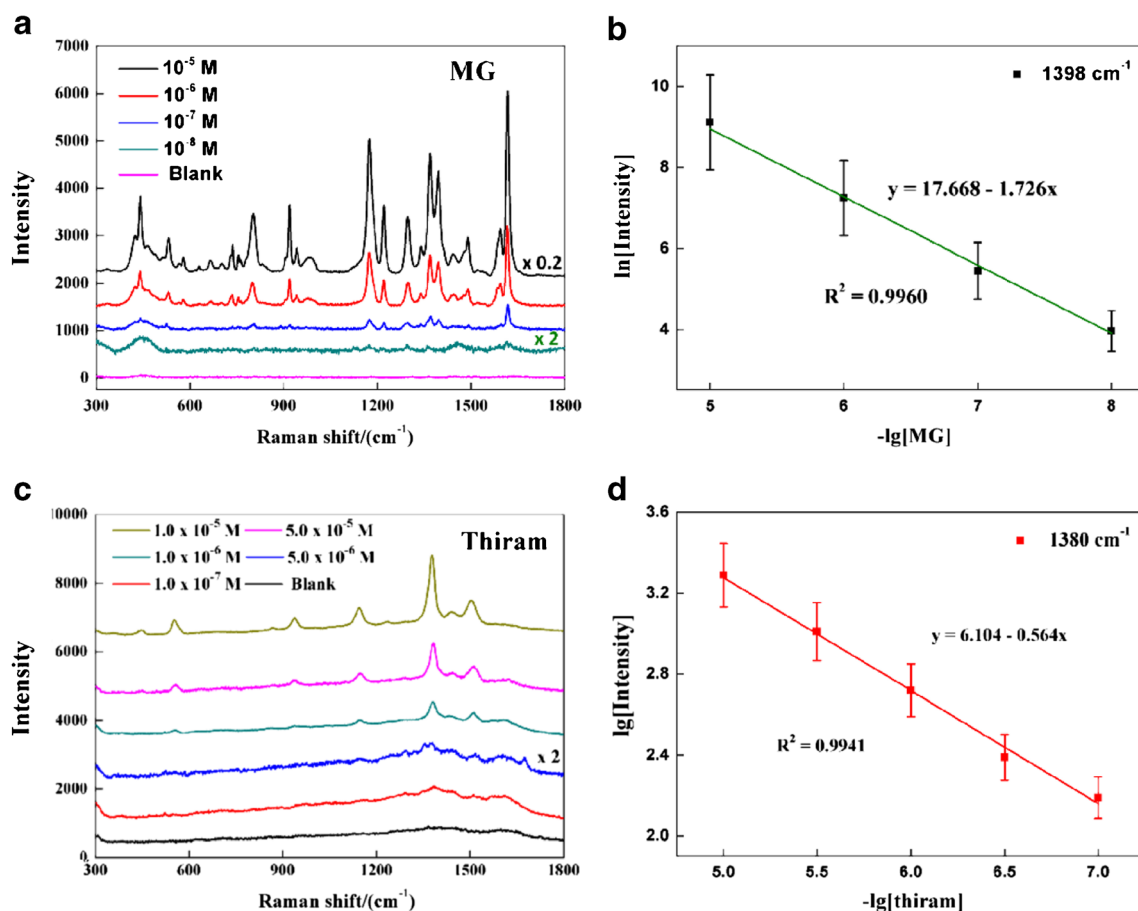 a
7000
6000
5000
4000
3000
2000
1000
0
10⁻⁵ M
10⁻⁶ M
10⁻⁷ M
10⁻⁸ M
Blank
MG
x 0.2
x 2
300 600 900 1200 1500 1800
Raman shift/(cm⁻¹)
Intensity
b
10
8
6
4
1398 cm⁻¹
y = 17.668 - 1.726x
R² = 0.9960
5 6 7 8
-lg[MG]
ln[Intensity]
c
10000
8000
6000
4000
2000
0
1.0 x 10⁻⁵ M 5.0 x 10⁻⁵ M
1.0 x 10⁻⁶ M 5.0 x 10⁻⁶ M
1.0 x 10⁻⁷ M Blank
Thiram
x 2
300 600 900 1200 1500 1800
Raman shift/(cm⁻¹)
Intensity
d
3.6
3.2
2.8
2.4
2.0
1380 cm⁻¹
y = 6.104 - 0.564x
R² = 0.9941
5.0 5.5 6.0 6.5 7.0
-lg[thiram]
lg[Intensity]